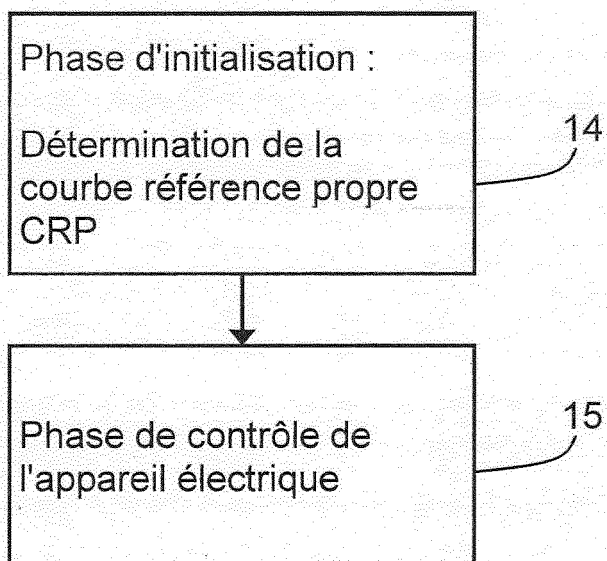 Phase d'initialisation :
Détermination de la
courbe référence propre
CRP
14
Phase de contrôle de
l'appareil électrique
15